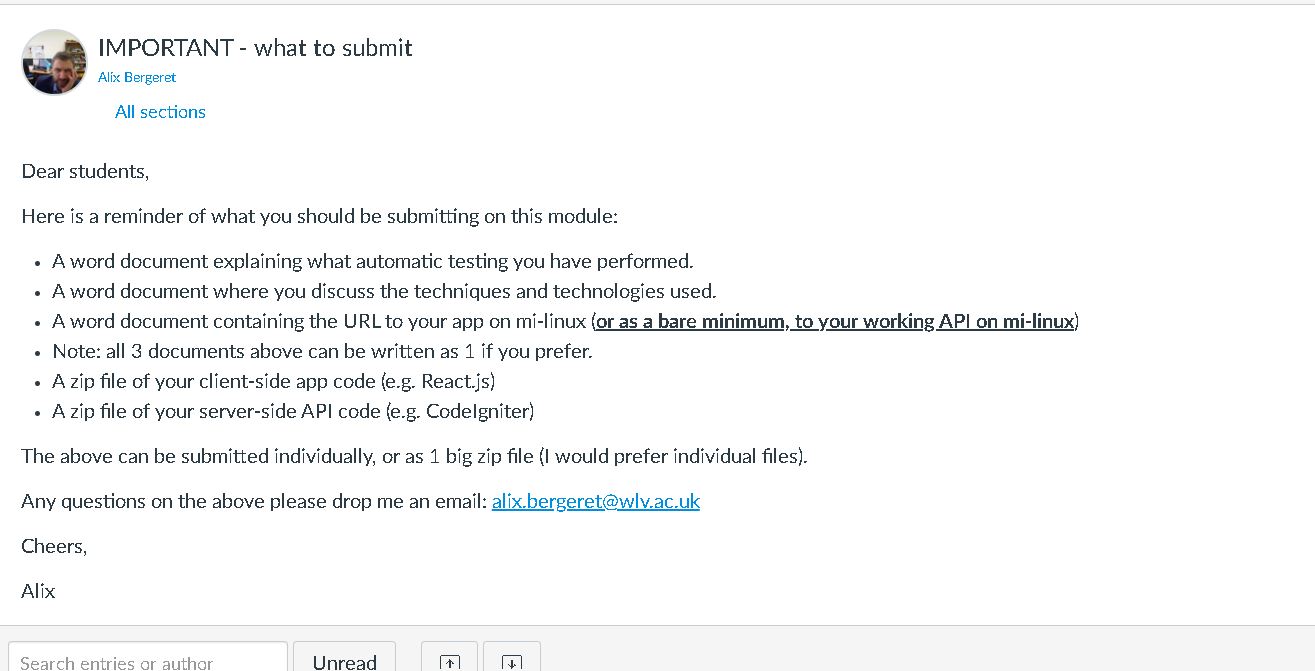 IMPORTANT - what to submit
Alix Bergeret
All sections
Dear students,
Here is a reminder of what you should be submitting on this module:
• A word document explaining what automatic testing you have performed.
• A word document where you discuss the techniques and technologies used.
• A word document containing the URL to your app on mi-linux (or as a bare minimum, to your working API on mi-linux)
• Note: all 3 documents above can be written as 1 if you prefer.
• A zip file of your client-side app code (e.g. React.js)
• A zip file of your server-side API code (e.g. CodeIgniter)
The above can be submitted individually, or as 1 big zip file (I would prefer individual files).
Any questions on the above please drop me an email: alix.bergeret@wlv.ac.uk
Cheers,
Alix
Search entries or author Unread